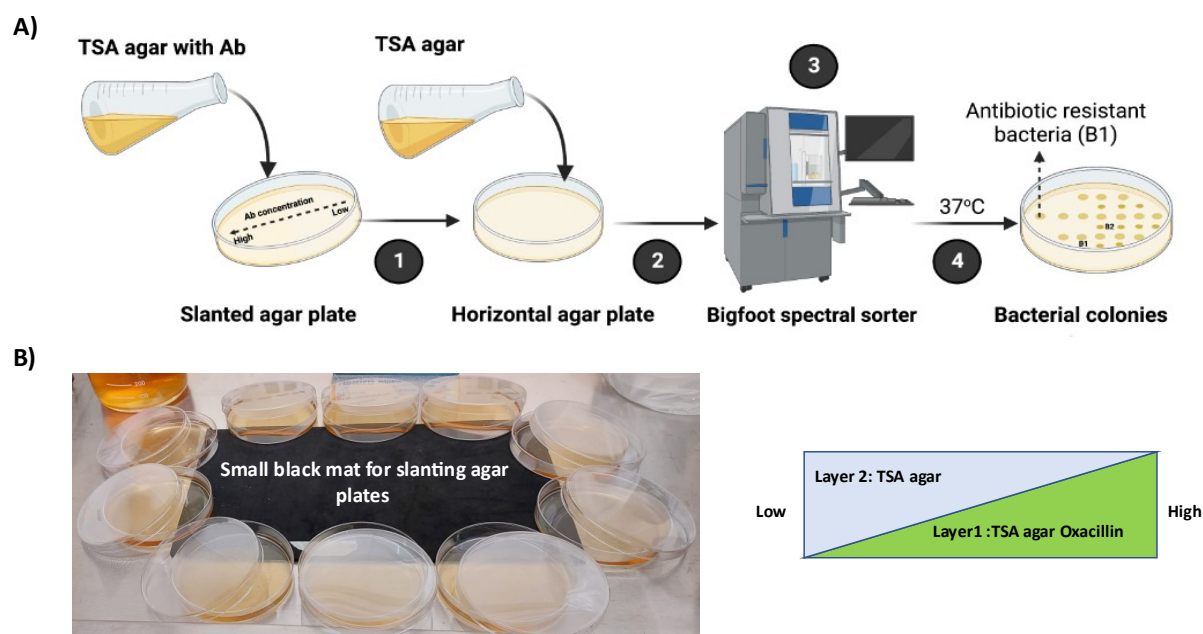 A)
TSA agar with Ab
TSA agar
3
Antibiotic resistant
bacteria (B1)
Ab concentration
Low
High
37°C
B2
B1
1
2
4
Slanted agar plate
Horizontal agar plate
Bigfoot spectral sorter
Bacterial colonies
B)
Small black mat for slanting agar
plates
Layer 2: TSA agar
Low
High
Layer1 :TSA agar Oxacillin